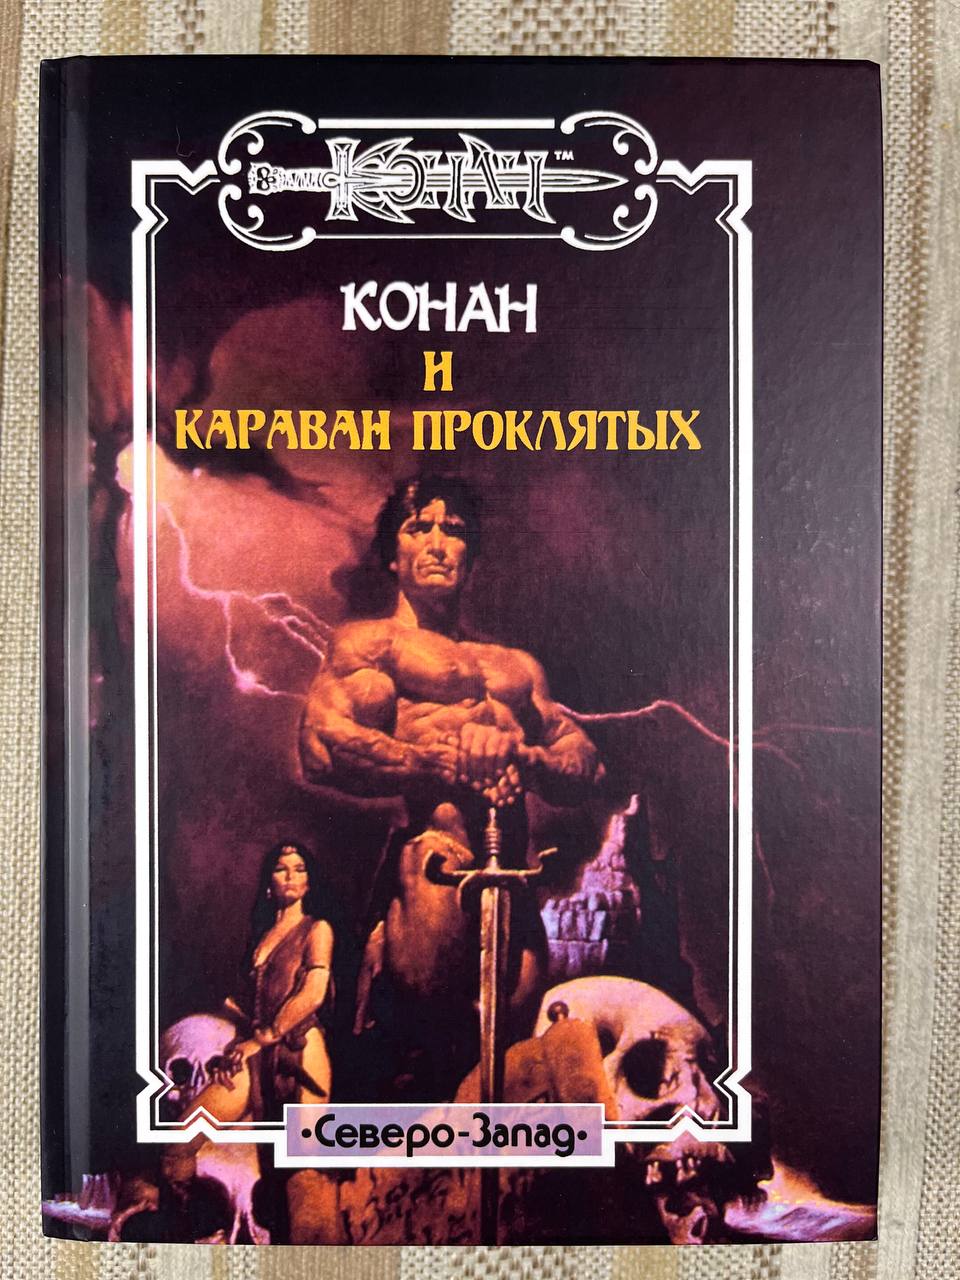 КОНАН™
КОНАН
И
КАРАВАН ПРОКЛЯТЫХ
•Северо-Запад•